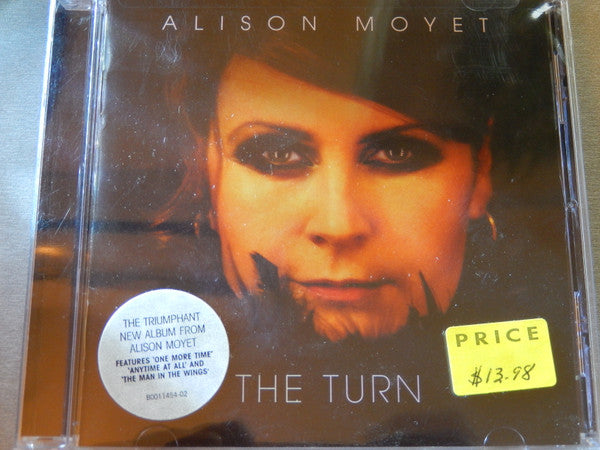 ALISON MOYET
THE TRIUMPHANT
NEW ALBUM FROM
ALISON MOYET
FEATURES 'ONE MORE TIME'
'ANYTIME AT ALL' AND
'THE MAN IN THE WINGS'
B0011454-02
THE TURN
PRICE
$13.98